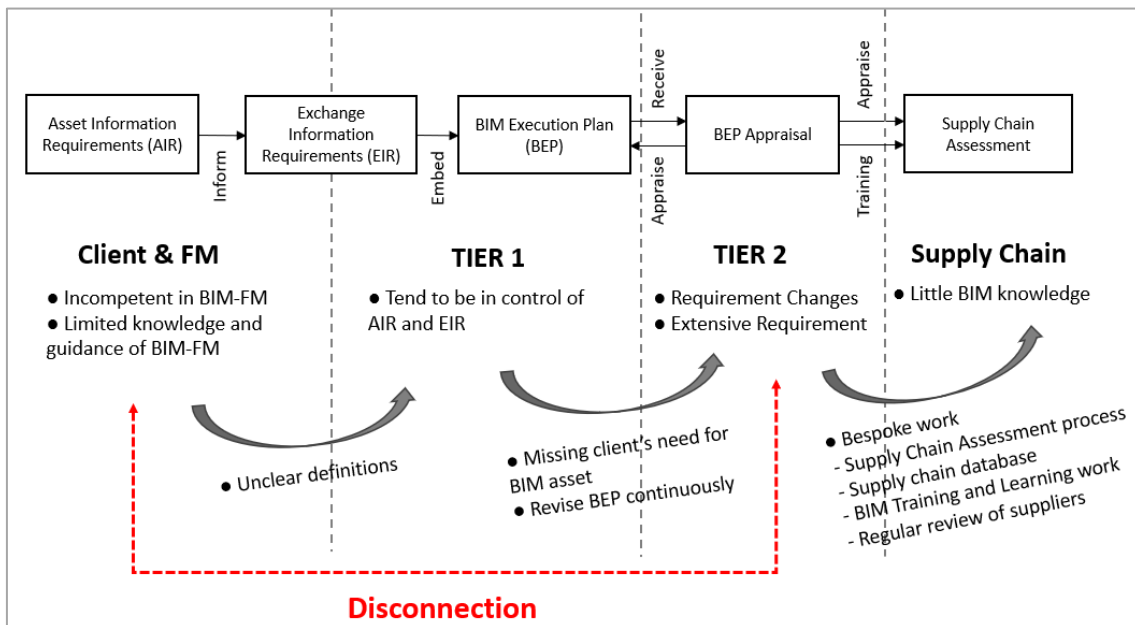 Asset Information
Requirements (AIR)
Inform
Exchange
Information
Requirements (EIR)
Embed
BIM Execution Plan
(BEP)
Receive
Appraise
BEP Appraisal
Appraise
Training
Supply Chain
Assessment
Client & FM
● Incompetent in BIM-FM
● Limited knowledge and
guidance of BIM-FM
TIER 1
● Tend to be in control of
AIR and EIR
TIER 2
● Requirement Changes
● Extensive Requirement
Supply Chain
● Little BIM knowledge
● Unclear definitions
● Missing client's need for
BIM asset
● Revise BEP continuously
● Bespoke work
- Supply Chain Assessment process
- Supply chain database
- BIM Training and Learning work
- Regular review of suppliers
Disconnection